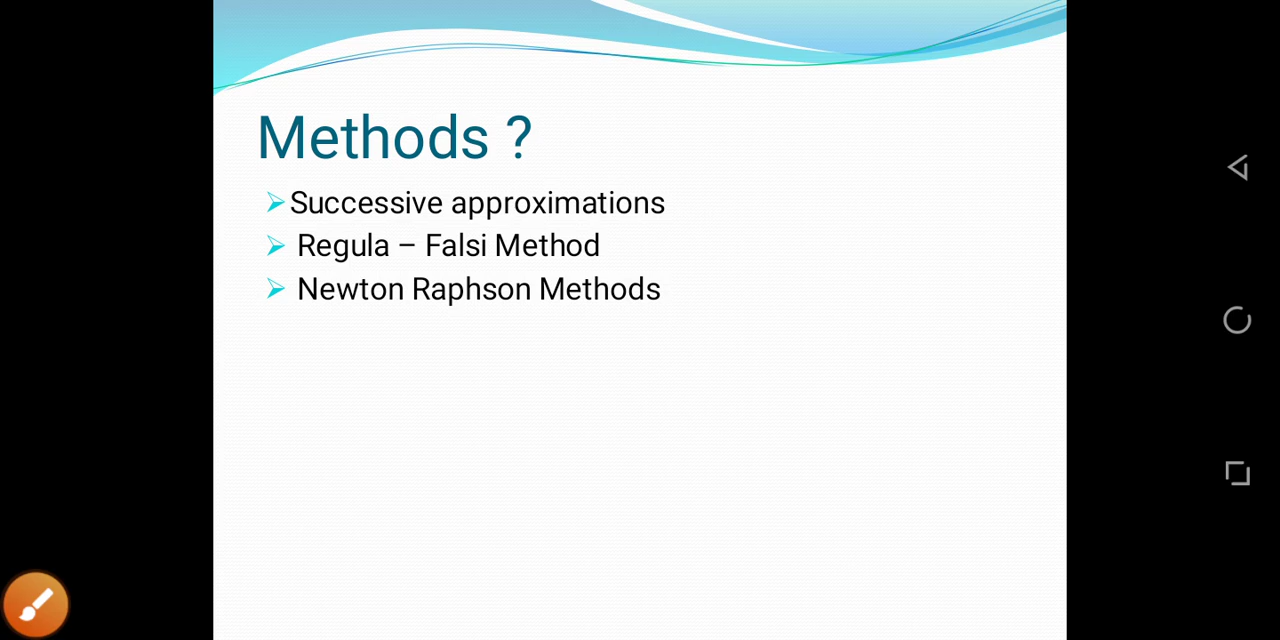 Methods ?
Successive approximations
Regula – Falsi Method
Newton Raphson Methods